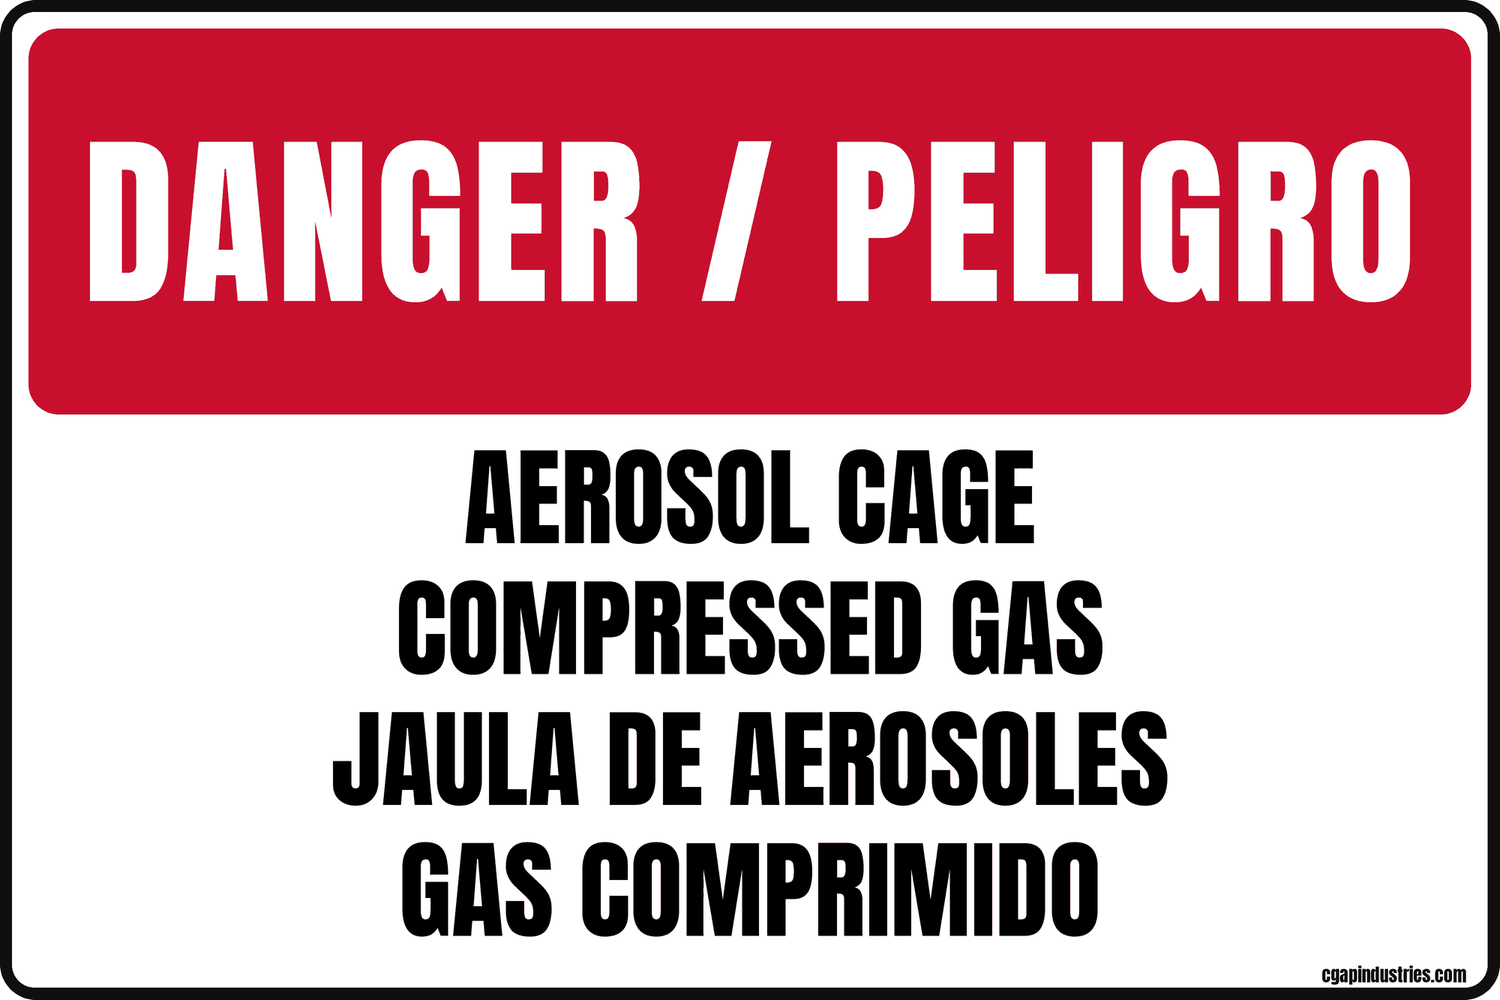 DANGER / PELIGRO
AEROSOL CAGE
COMPRESSED GAS
JAULA DE AEROSOLES
GAS COMPRIMIDO
cgapindustries.com